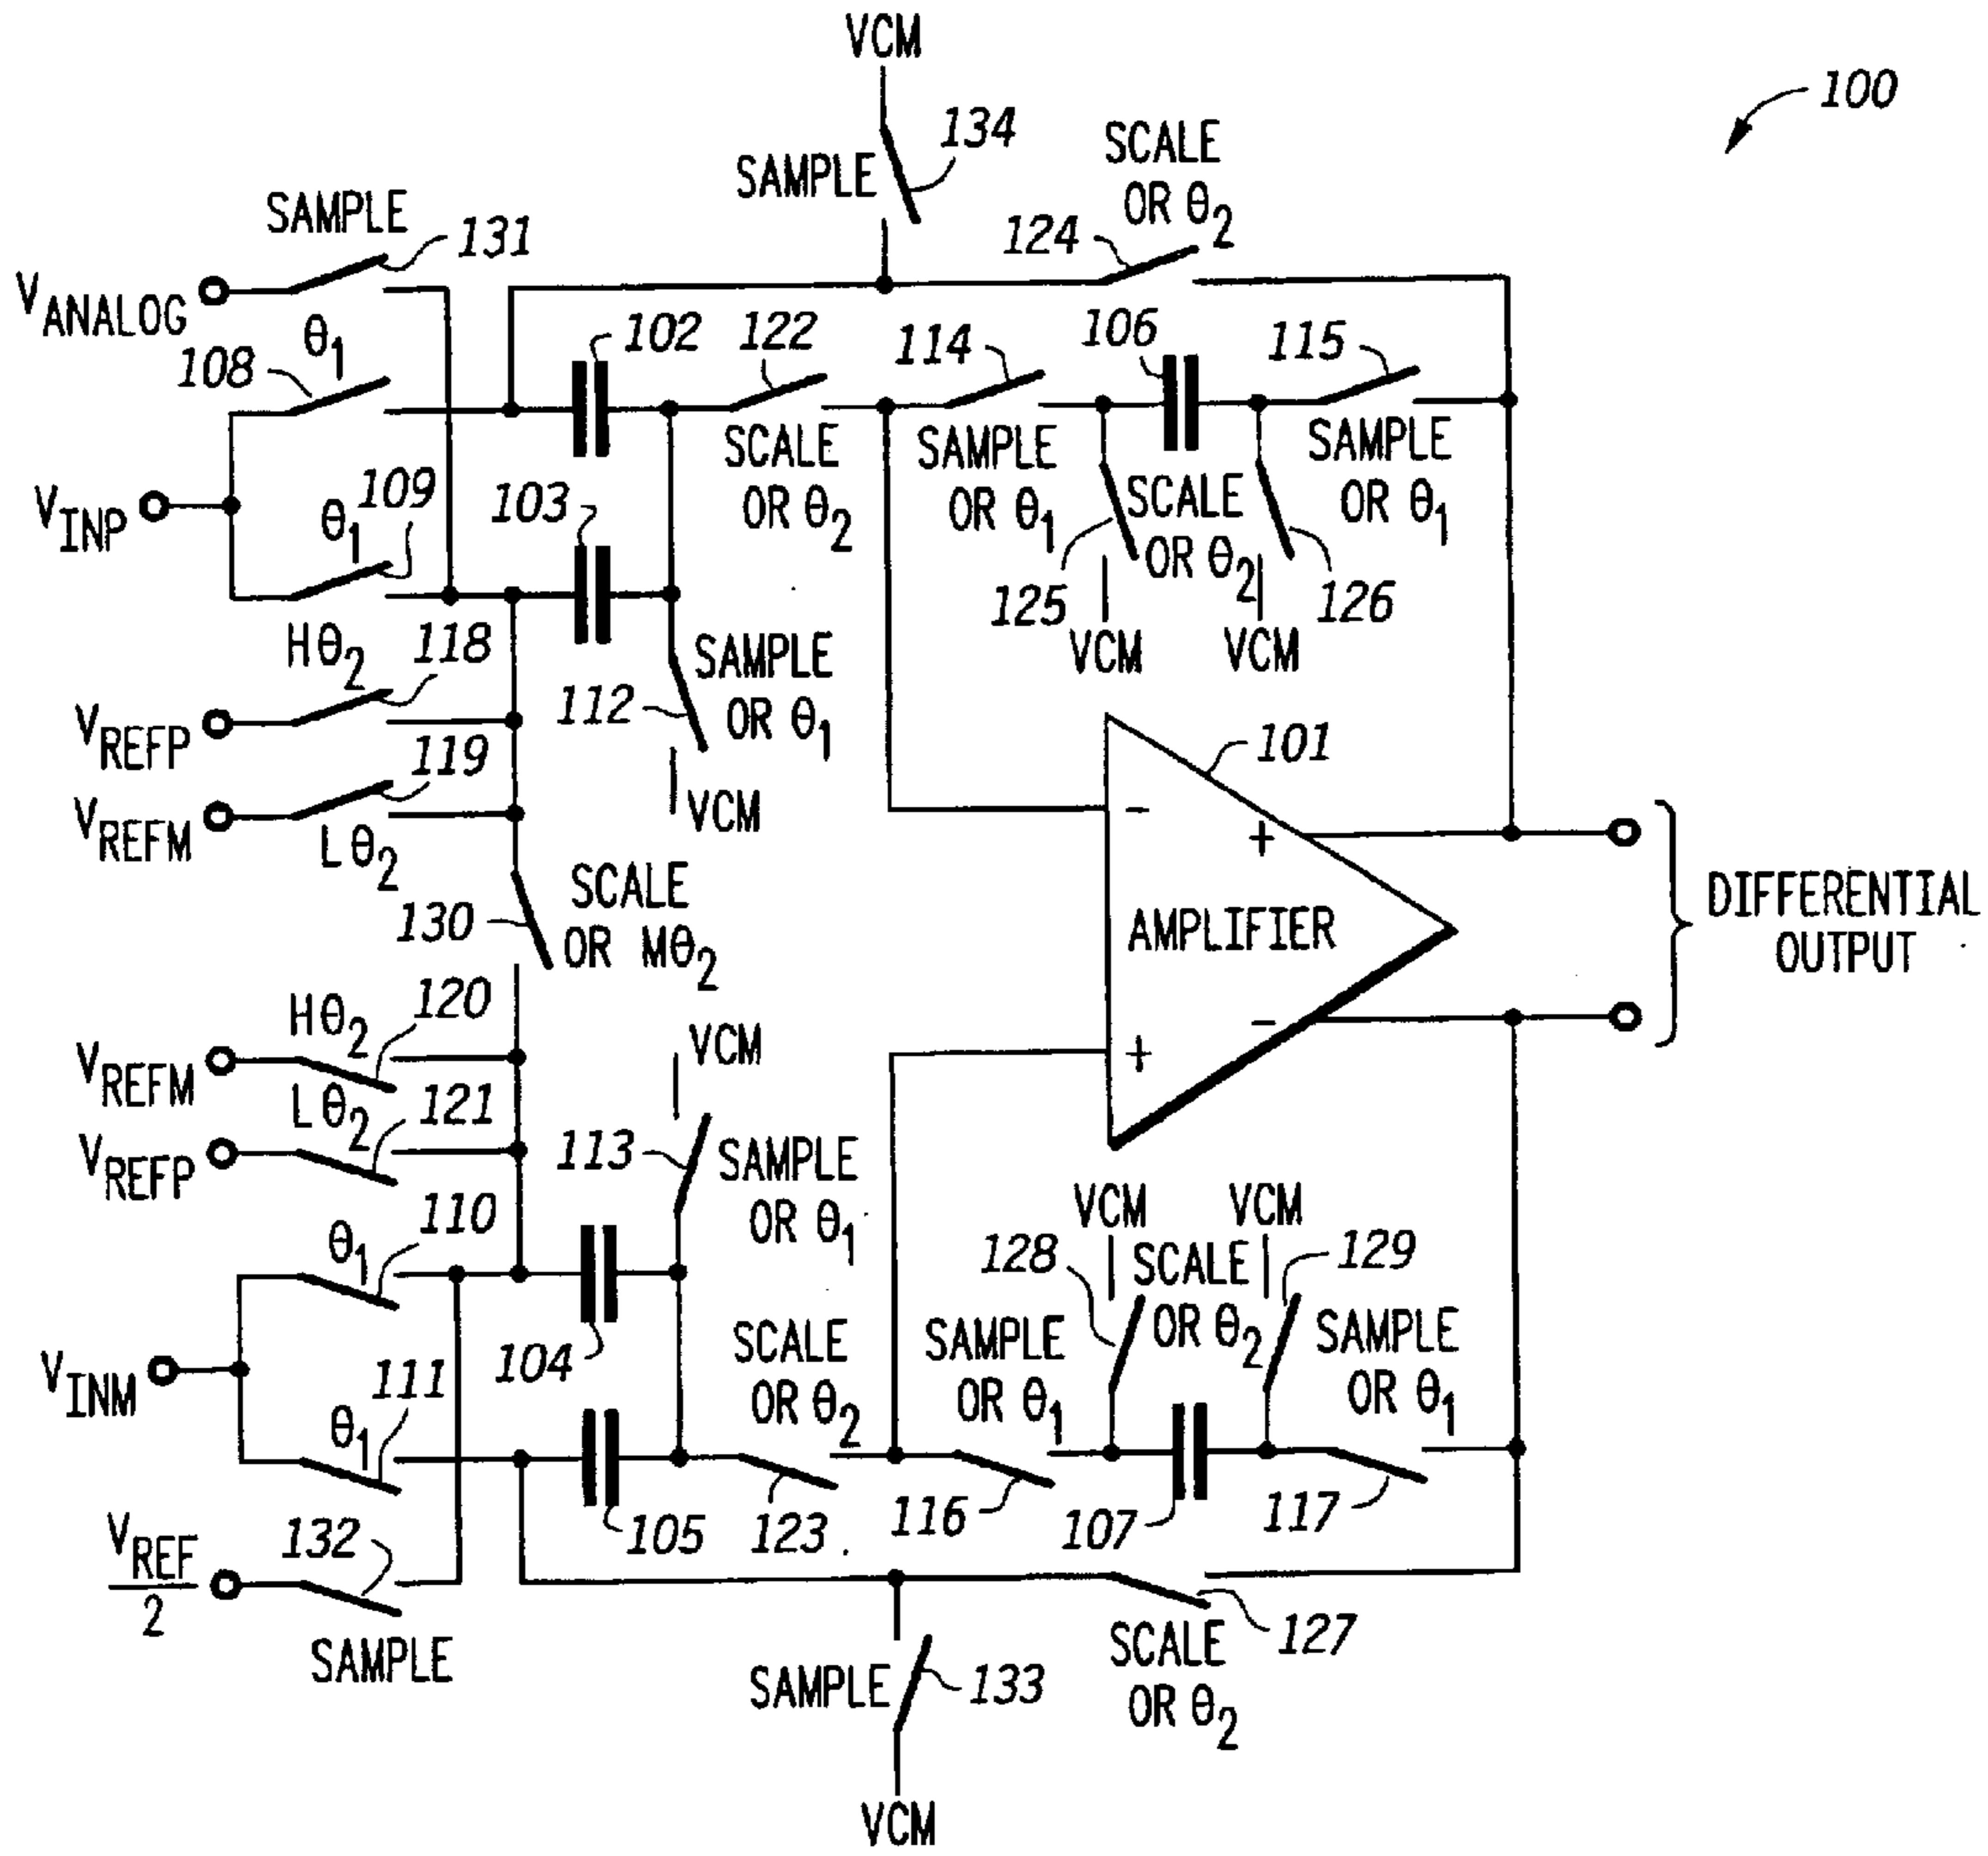 VCM
100
134
SCALE
OR θ2
SAMPLE
124
SAMPLE
131
VANALOG
θ1
108
102
122
114
106
115
VINP
θ1
109
103
SCALE
OR θ2
SAMPLE
OR θ1
SCALE
OR θ2
SAMPLE
OR θ1
125
126
VCM
VCM
Hθ2
118
112
SAMPLE
OR θ1
VREFP
119
VCM
VREFM
Lθ2
101
-
+
AMPLIFIER
+
-
DIFFERENTIAL
OUTPUT
130
SCALE
OR Mθ2
Hθ2
120
VREFM
VCM
Lθ2
121
VREFP
113
SAMPLE
OR θ1
110
θ1
VINM
104
111
θ1
SCALE
OR θ2
VCM
VCM
128
SCALE
OR θ2
129
SAMPLE
OR θ1
SAMPLE
OR θ1
105
123
116
107
117
VREF
2
132
SAMPLE
127
SCALE
OR θ2
SAMPLE
133
VCM